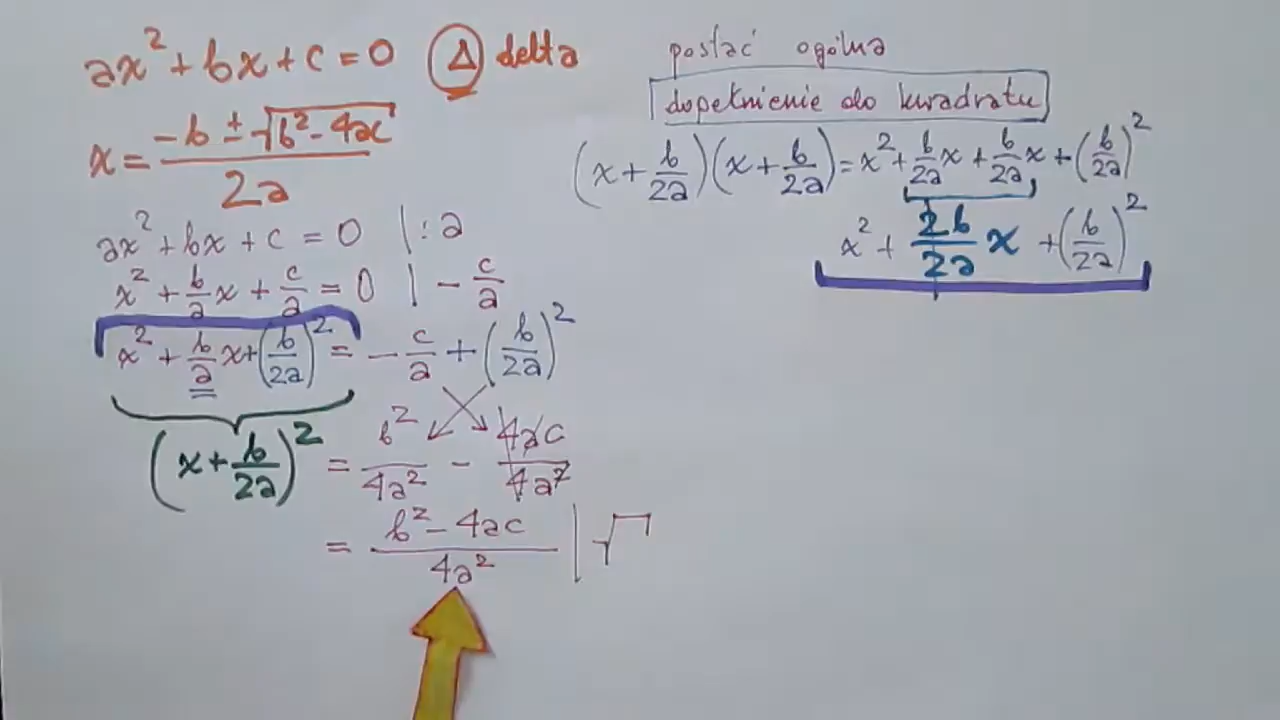 ax² + bx + c = 0 Δ delta
x = (-b ± √(b² - 4ac)) / 2a
ax² + bx + c = 0 | : a
x² + b/a x + c/a = 0 | - c/a
x² + b/a x + (b/2a)² = - c/a + (b/2a)²
(x + b/2a)² = b²/4a² - 4ac/4a²
= (b² - 4ac)/4a² | √
postać ogólna
dopełnienie do kwadratu
(x + b/2a)(x + b/2a) = x² + b/2a x + b/2a x + (b/2a)²
x² + 2b/2a x + (b/2a)²